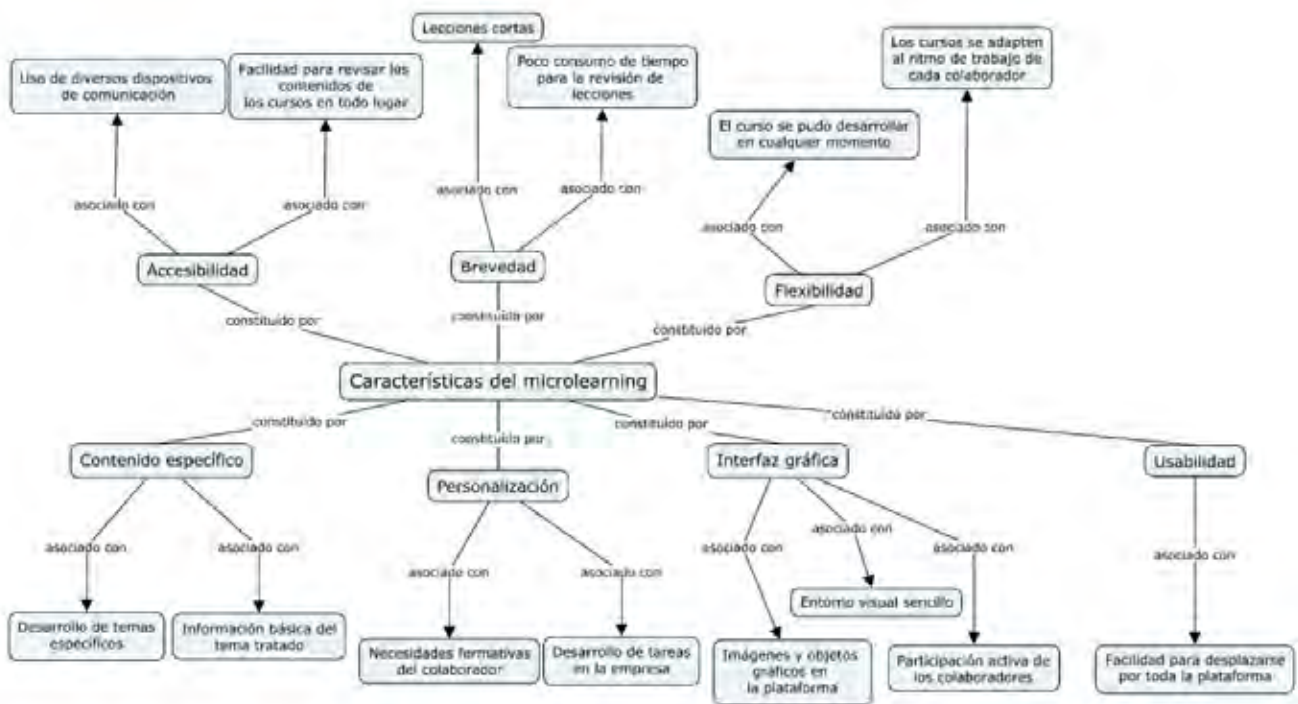 Lecciones cortas
Los cursos se adapten
al ritmo de trabajo de
cada colaborador
Uso de diversos dispositivos
de comunicación
Facilidad para revisar los
contenidos de
los cursos en todo lugar
Poco consumo de tiempo
para la revisión de
lecciones
El curso se pudo desarrollar
en cualquier momento
asociado con
asociado con
asociado con
asociado con
asociado con
asociado con
Accesibilidad
Brevedad
Flexibilidad
constituido por
constituido por
constituido por
Características del microlearning
constituido por
constituido por
constituido por
constituido por
Contenido específico
Personalización
Interfaz gráfica
Usabilidad
asociado con
asociado con
asociado con
asociado con
asociado con
asociado con
asociado con
asociado con
Desarrollo de temas
específicos
Información básica del
tema tratado
Necesidades formativas
del colaborador
Desarrollo de tareas
en la empresa
Entorno visual sencillo
Imágenes y objetos
gráficos en
la plataforma
Participación activa de
los colaboradores
Facilidad para desplazarse
por toda la plataforma